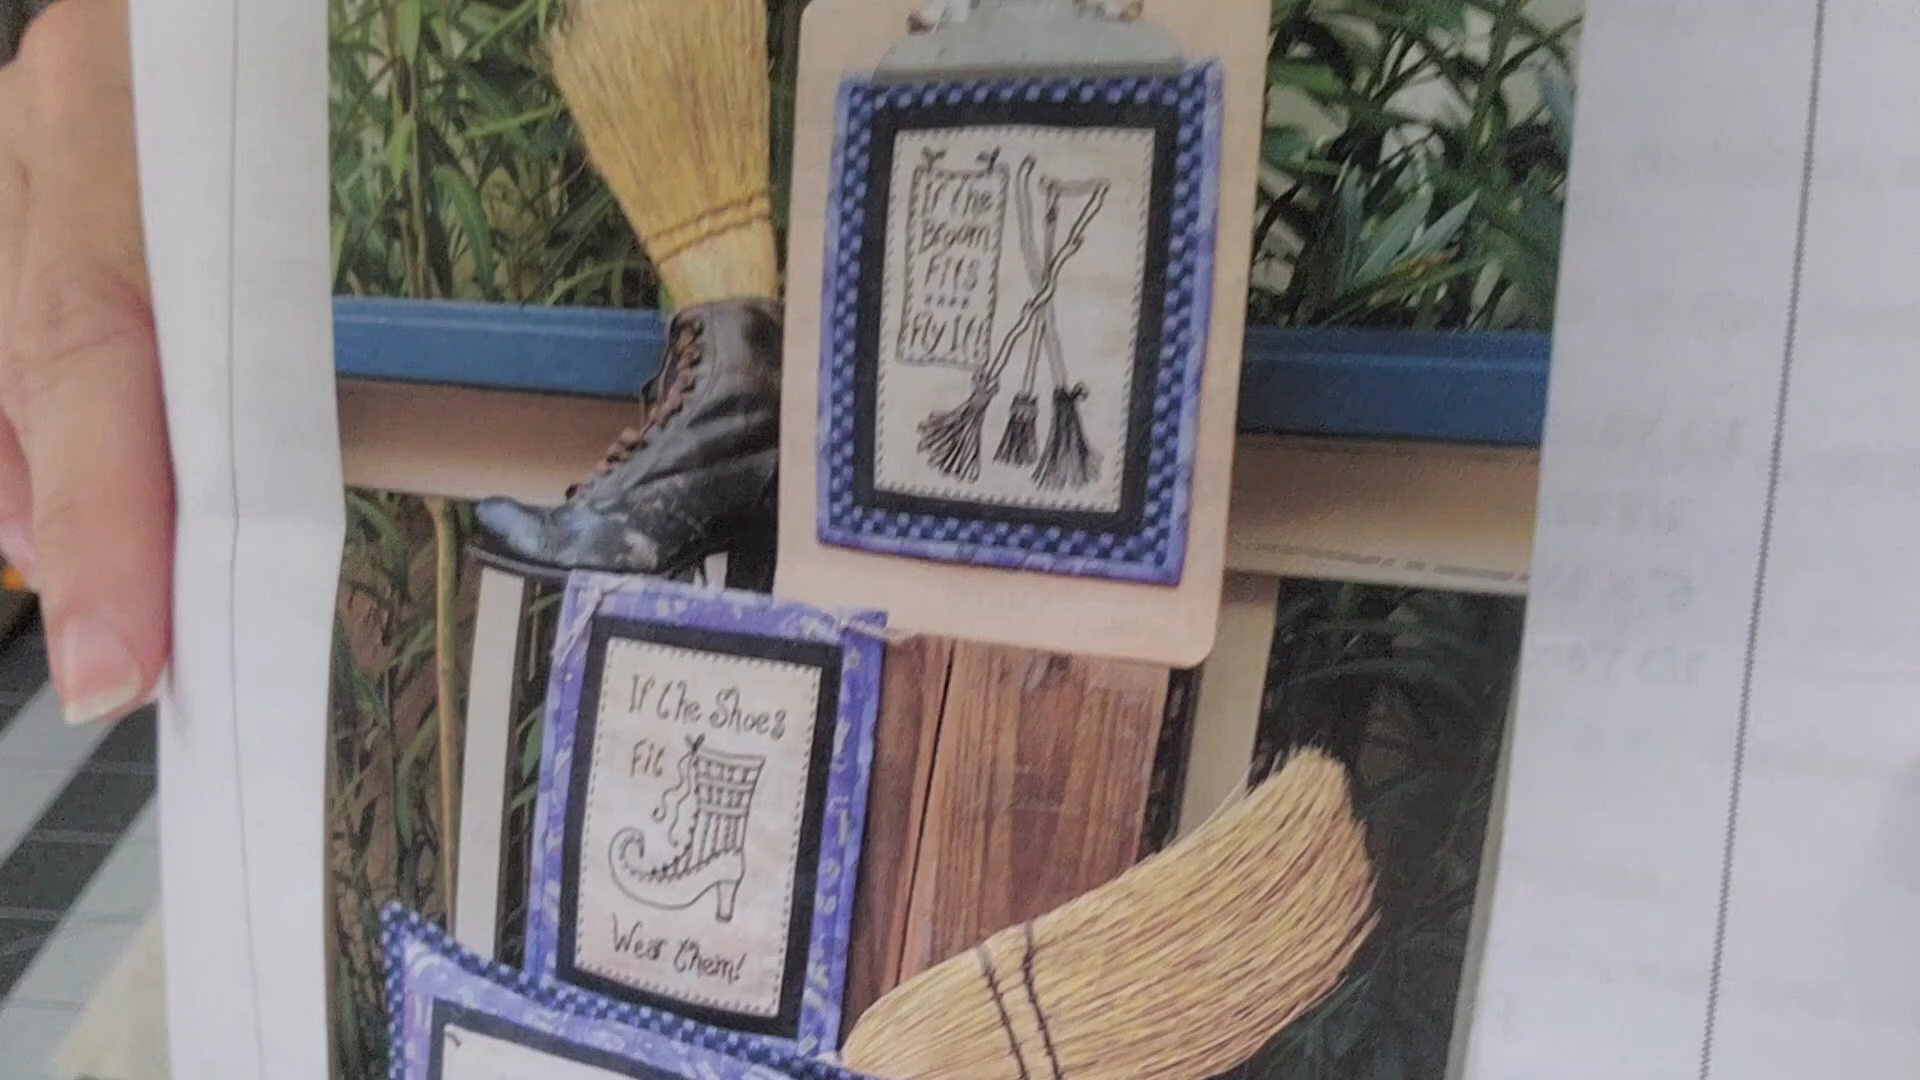 If the
Broom
Fits
....
Fly It!
If the Shoes
Fit
Wear them!